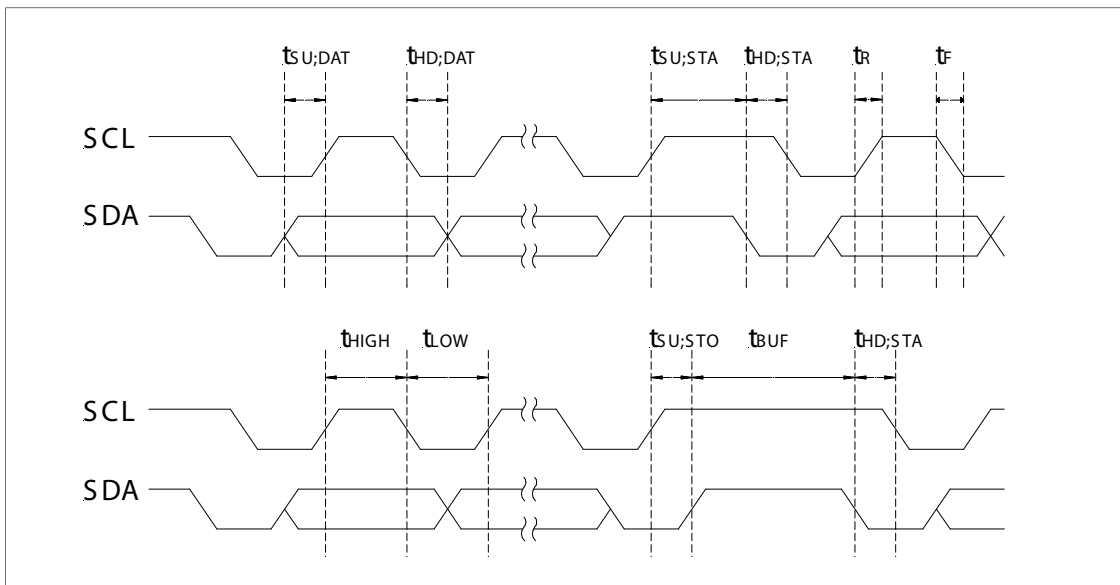 tSU;DAT tHD;DAT tSU;STA tHD;STA tR tF
SCL
SDA
tHIGH tLOW tSU;STO tBUF tHD;STA
SCL
SDA